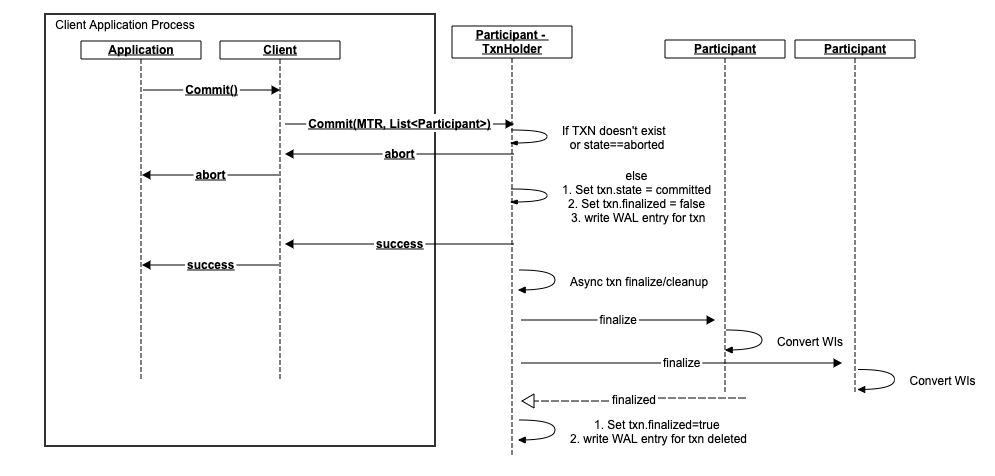 Client Application Process
Application
Client
Participant -
TxnHolder
Participant
Participant
Commit()
Commit(MTR, List<Participant>)
If TXN doesn't exist
or state==aborted
abort
abort
else
1. Set txn.state = committed
2. Set txn.finalized = false
3. write WAL entry for txn
success
success
Async txn finalize/cleanup
finalize
Convert WIs
finalize
Convert WIs
finalized
1. Set txn.finalized=true
2. write WAL entry for txn deleted